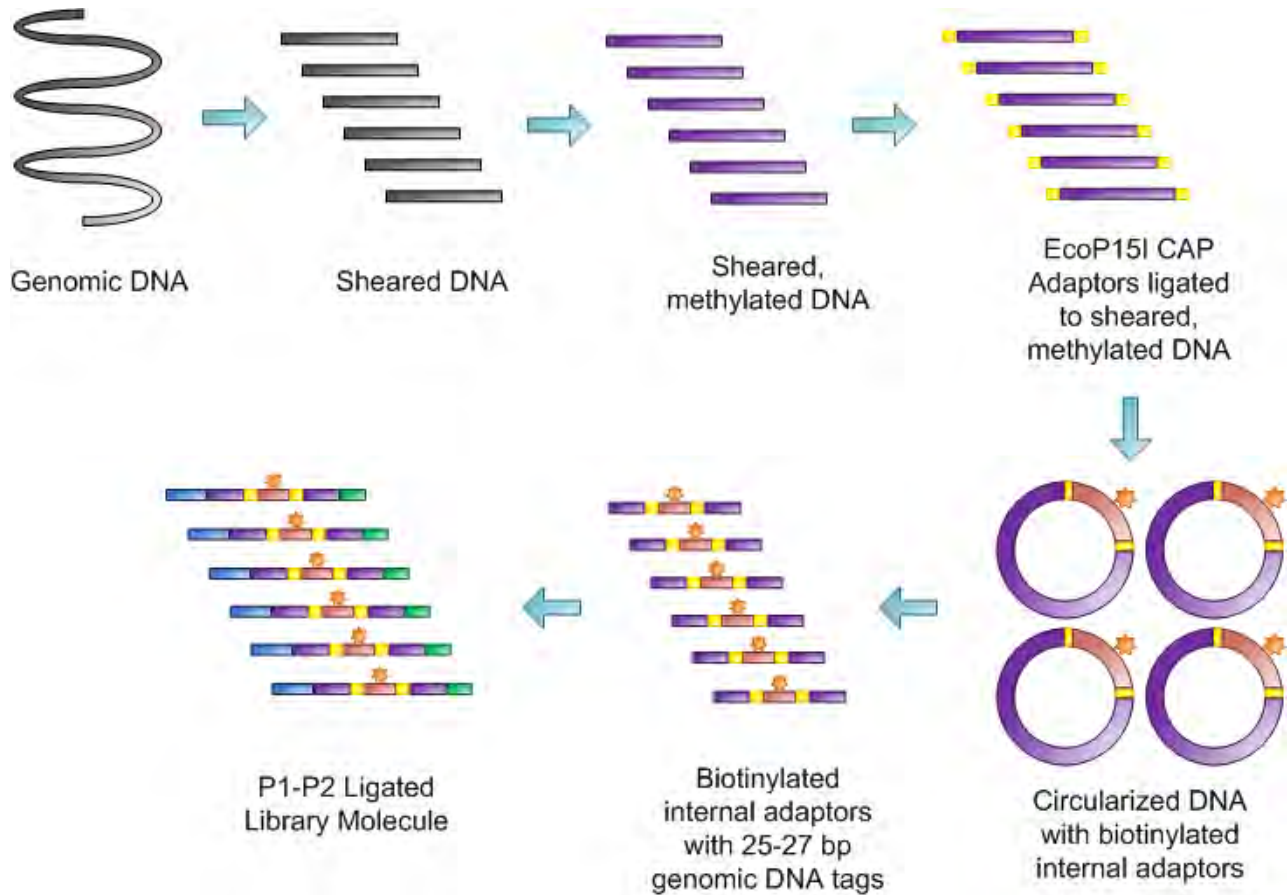 Genomic DNA
Sheared DNA
Sheared,
methylated DNA
EcoP15I CAP
Adaptors ligated
to sheared,
methylated DNA
P1-P2 Ligated
Library Molecule
Biotinylated
internal adaptors
with 25-27 bp
genomic DNA tags
Circularized DNA
with biotinylated
internal adaptors